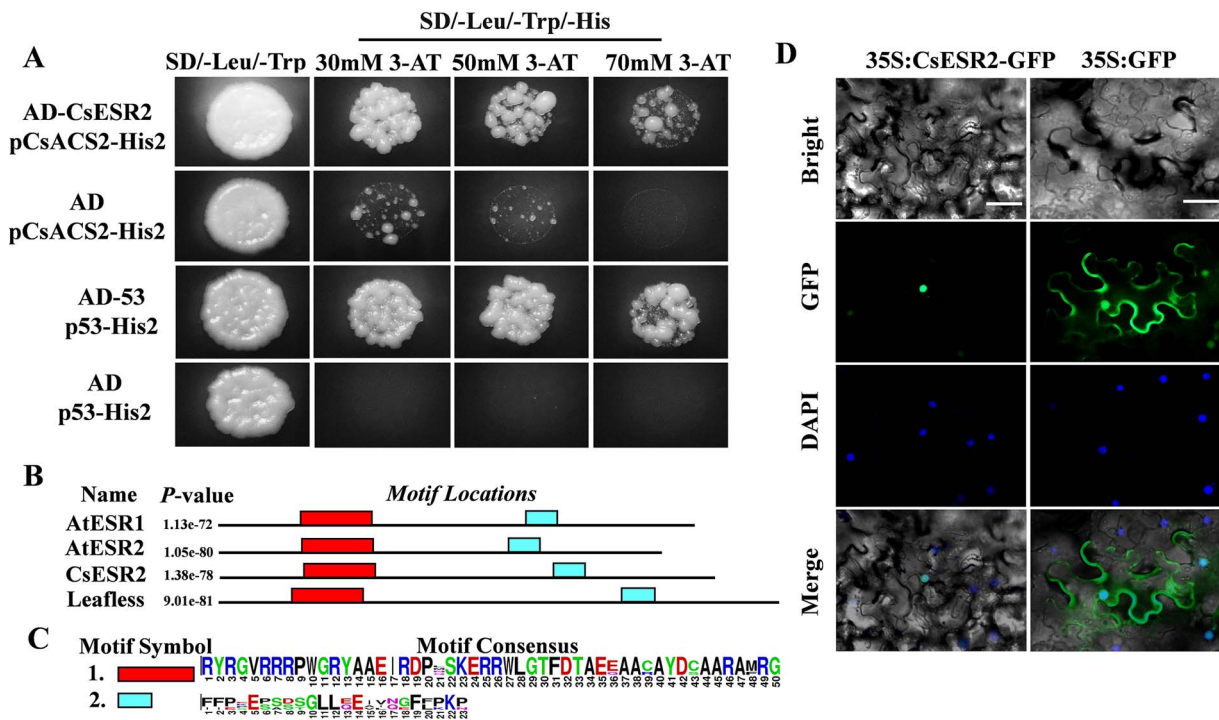 A
SD/-Leu/-Trp/-His
SD/-Leu/-Trp
30mM 3-AT
50mM 3-AT
70mM 3-AT
AD-CsESR2
pCsACS2-His2
AD
pCsACS2-His2
AD-53
p53-His2
AD
p53-His2
B
Name P-value Motif Locations
AtESR1 1.13e-72
AtESR2 1.05e-80
CsESR2 1.38e-78
Leafless 9.01e-81
C
Motif Symbol Motif Consensus
1.
2.
D
35S:CsESR2-GFP 35S:GFP
Bright
GFP
DAPI
Merge